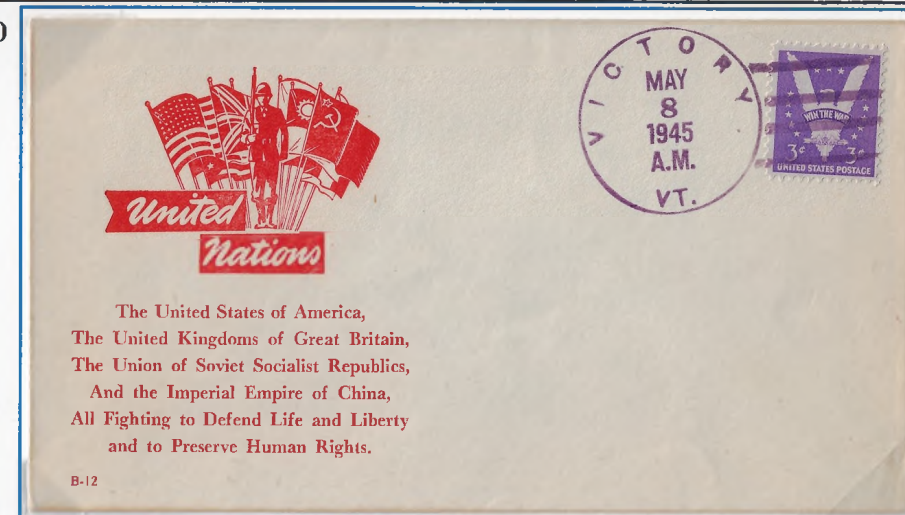 United
Nations
The United States of America,
The United Kingdoms of Great Britain,
The Union of Soviet Socialist Republics,
And the Imperial Empire of China,
All Fighting to Defend Life and Liberty
and to Preserve Human Rights.
B-12
VICTORY
MAY
8
1945
A.M.
VT.
WIN THE WAR
3¢ 3¢
UNITED STATES POSTAGE